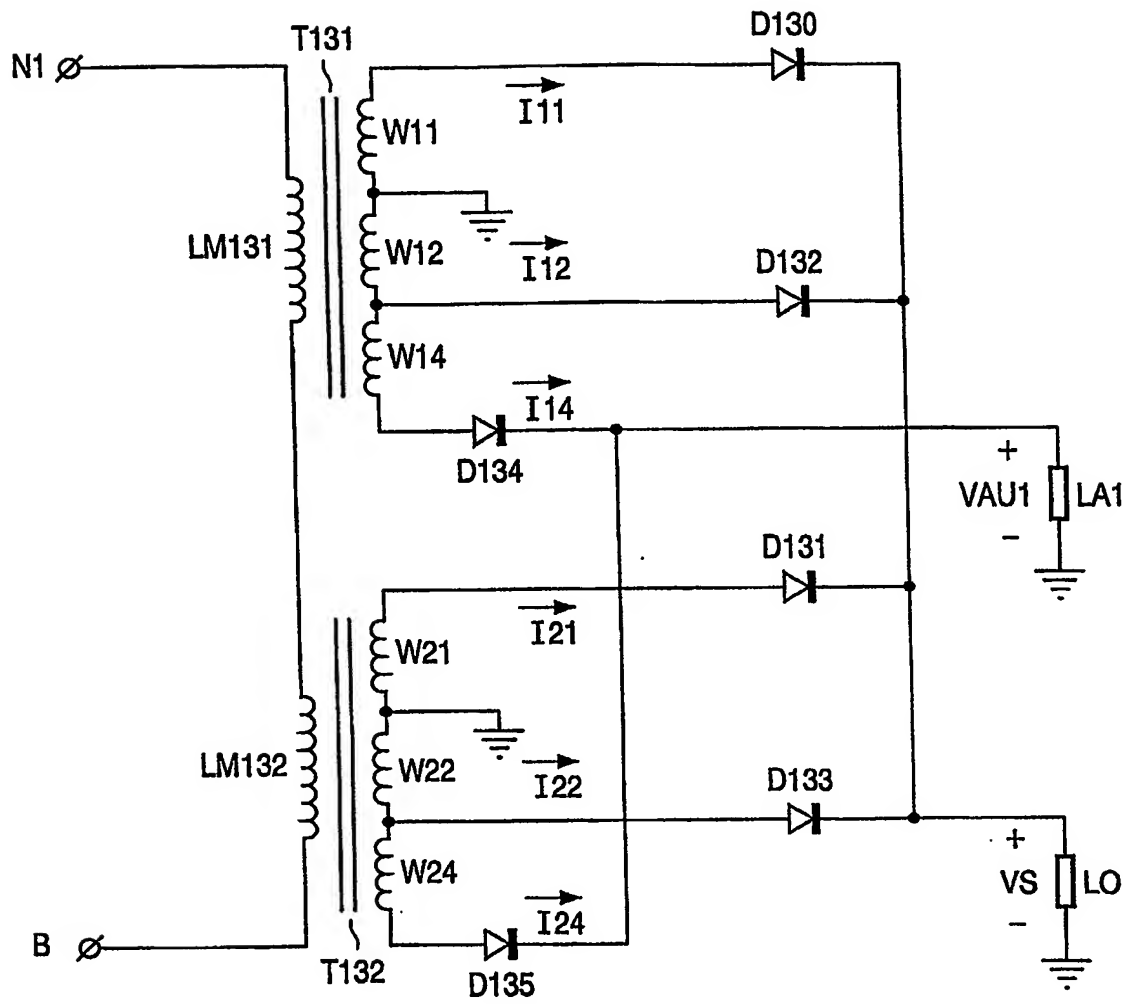 D130
T131
N1
I11
W11
LM131
W12
I12
D132
W14
I14
D134
+
VAU1
LA1
−
D131
I21
W21
LM132
W22
I22
D133
+
W24
VS
LO
I24
−
B
T132
D135